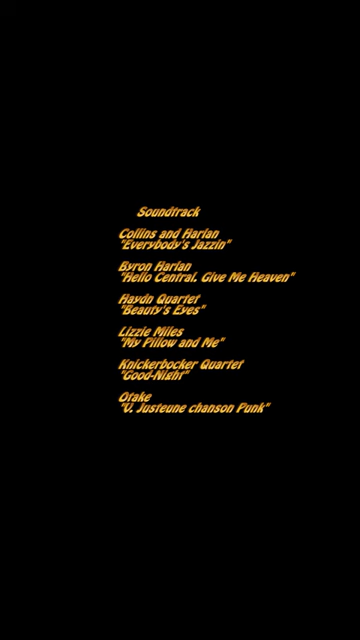 Soundtrack
Collins and Harlan
"Everybody's Jazzin"
Byron Harlan
"Hello Central, Give Me Heaven"
Haydn Quartet
"Beauty's Eyes"
Lizzie Miles
"My Pillow and Me"
Knickerbocker Quartet
"Good-Night"
Otake
"V. Justeune chanson Punk"